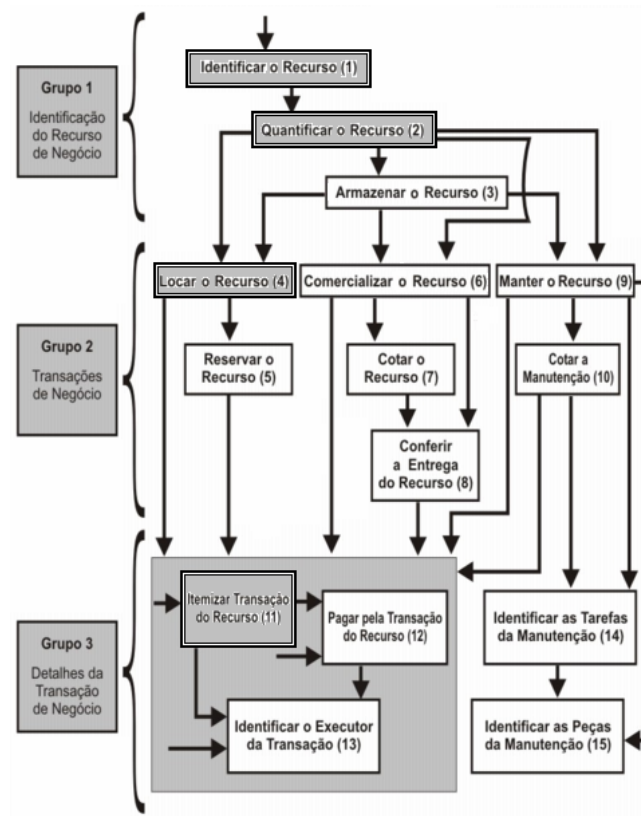 Grupo 1
Identificação
do Recurso
de Negócio
Identificar o Recurso (1)
Quantificar o Recurso (2)
Armazenar o Recurso (3)
Grupo 2
Transações
de Negócio
Locar o Recurso (4)
Comercializar o Recurso (6)
Manter o Recurso (9)
Reservar o
Recurso (5)
Cotar o
Recurso (7)
Cotar a
Manutenção (10)
Conferir
a Entrega
do Recurso (8)
Grupo 3
Detalhes da
Transação
de Negócio
Itemizar Transação
do Recurso (11)
Pagar pela Transação
do Recurso (12)
Identificar as Tarefas
da Manutenção (14)
Identificar o Executor
da Transação (13)
Identificar as Peças
da Manutenção (15)